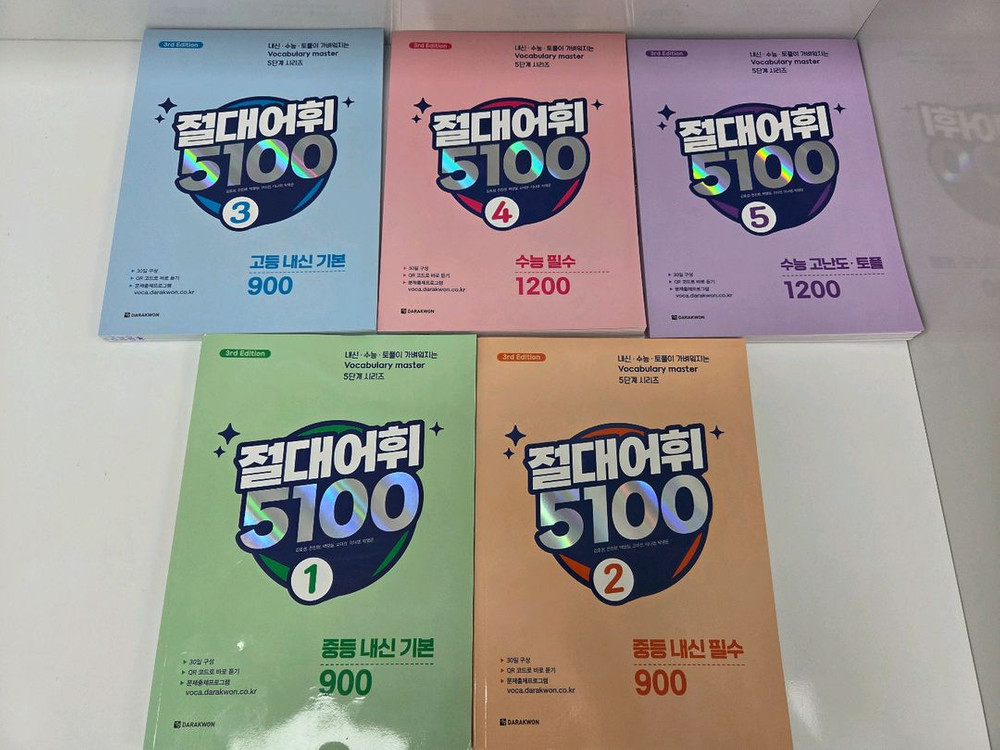 3rd Edition
내신·수능·토플이 가벼워지는
Vocabulary master
5단계 시리즈
절대어휘
5100
3
고등 내신 기본
900
▶ 30일 구성
▶ QR 코드로 바로 듣기
▶ 문제출제프로그램
voca.darakwon.co.kr
DARAKWON
3rd Edition
내신·수능·토플이 가벼워지는
Vocabulary master
5단계 시리즈
절대어휘
5100
4
수능 필수
1200
▶ 30일 구성
▶ QR 코드로 바로 듣기
▶ 문제출제프로그램
voca.darakwon.co.kr
DARAKWON
3rd Edition
내신·수능·토플이 가벼워지는
Vocabulary master
5단계 시리즈
절대어휘
5100
5
수능 고난도·토플
1200
▶ 30일 구성
▶ QR 코드로 바로 듣기
▶ 문제출제프로그램
voca.darakwon.co.kr
DARAKWON
3rd Edition
내신·수능·토플이 가벼워지는
Vocabulary master
5단계 시리즈
절대어휘
5100
1
중등 내신 기본
900
▶ 30일 구성
▶ QR 코드로 바로 듣기
▶ 문제출제프로그램
voca.darakwon.co.kr
DARAKWON
3rd Edition
내신·수능·토플이 가벼워지는
Vocabulary master
5단계 시리즈
절대어휘
5100
2
중등 내신 필수
900
▶ 30일 구성
▶ QR 코드로 바로 듣기
▶ 문제출제프로그램
voca.darakwon.co.kr
DARAKWON